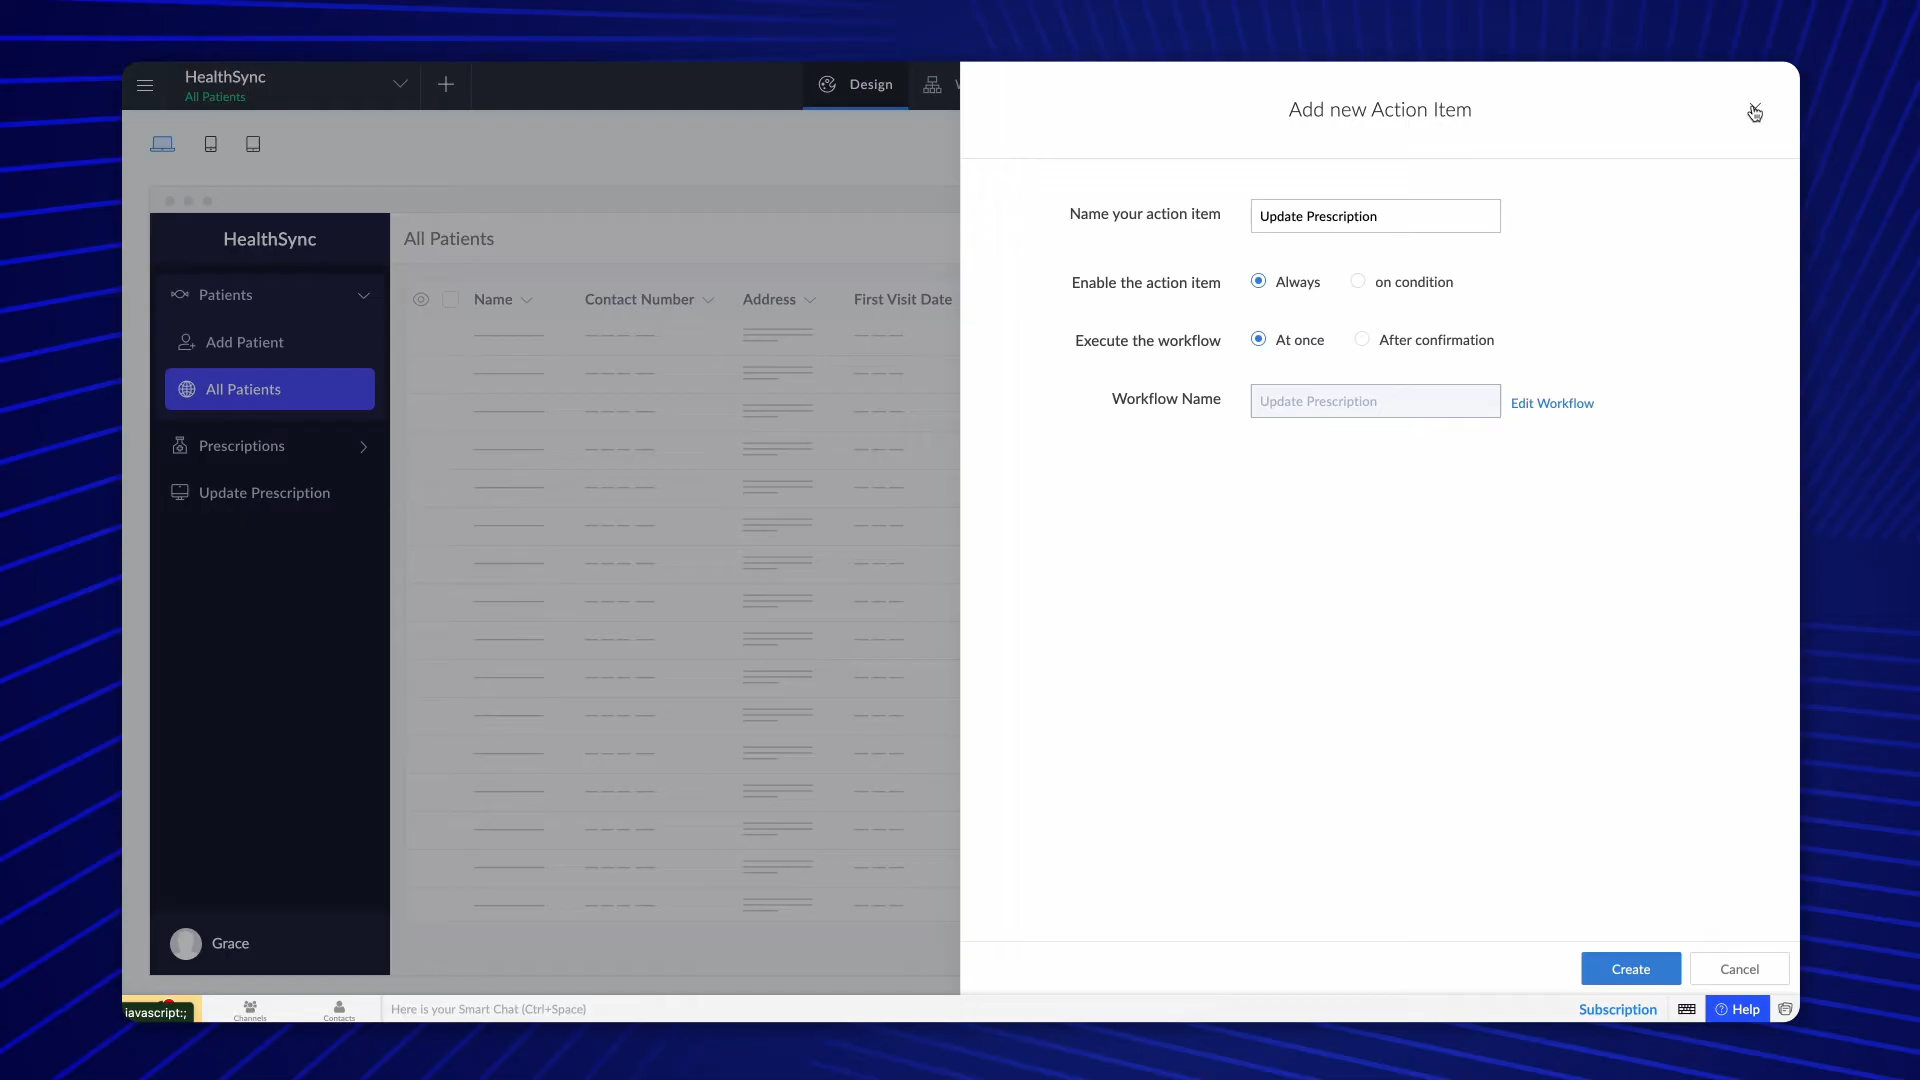 HealthSync
All Patients
Design
Add new Action Item
HealthSync
All Patients
Patients
Add Patient
All Patients
Prescriptions
Update Prescription
Grace
Name
Contact Number
Address
First Visit Date
Name your action item
Update Prescription
Enable the action item
Always
on condition
Execute the workflow
At once
After confirmation
Workflow Name
Update Prescription
Edit Workflow
Create
Cancel
javascript:;
Channels
Contacts
Here is your Smart Chat (Ctrl+Space)
Subscription
Help